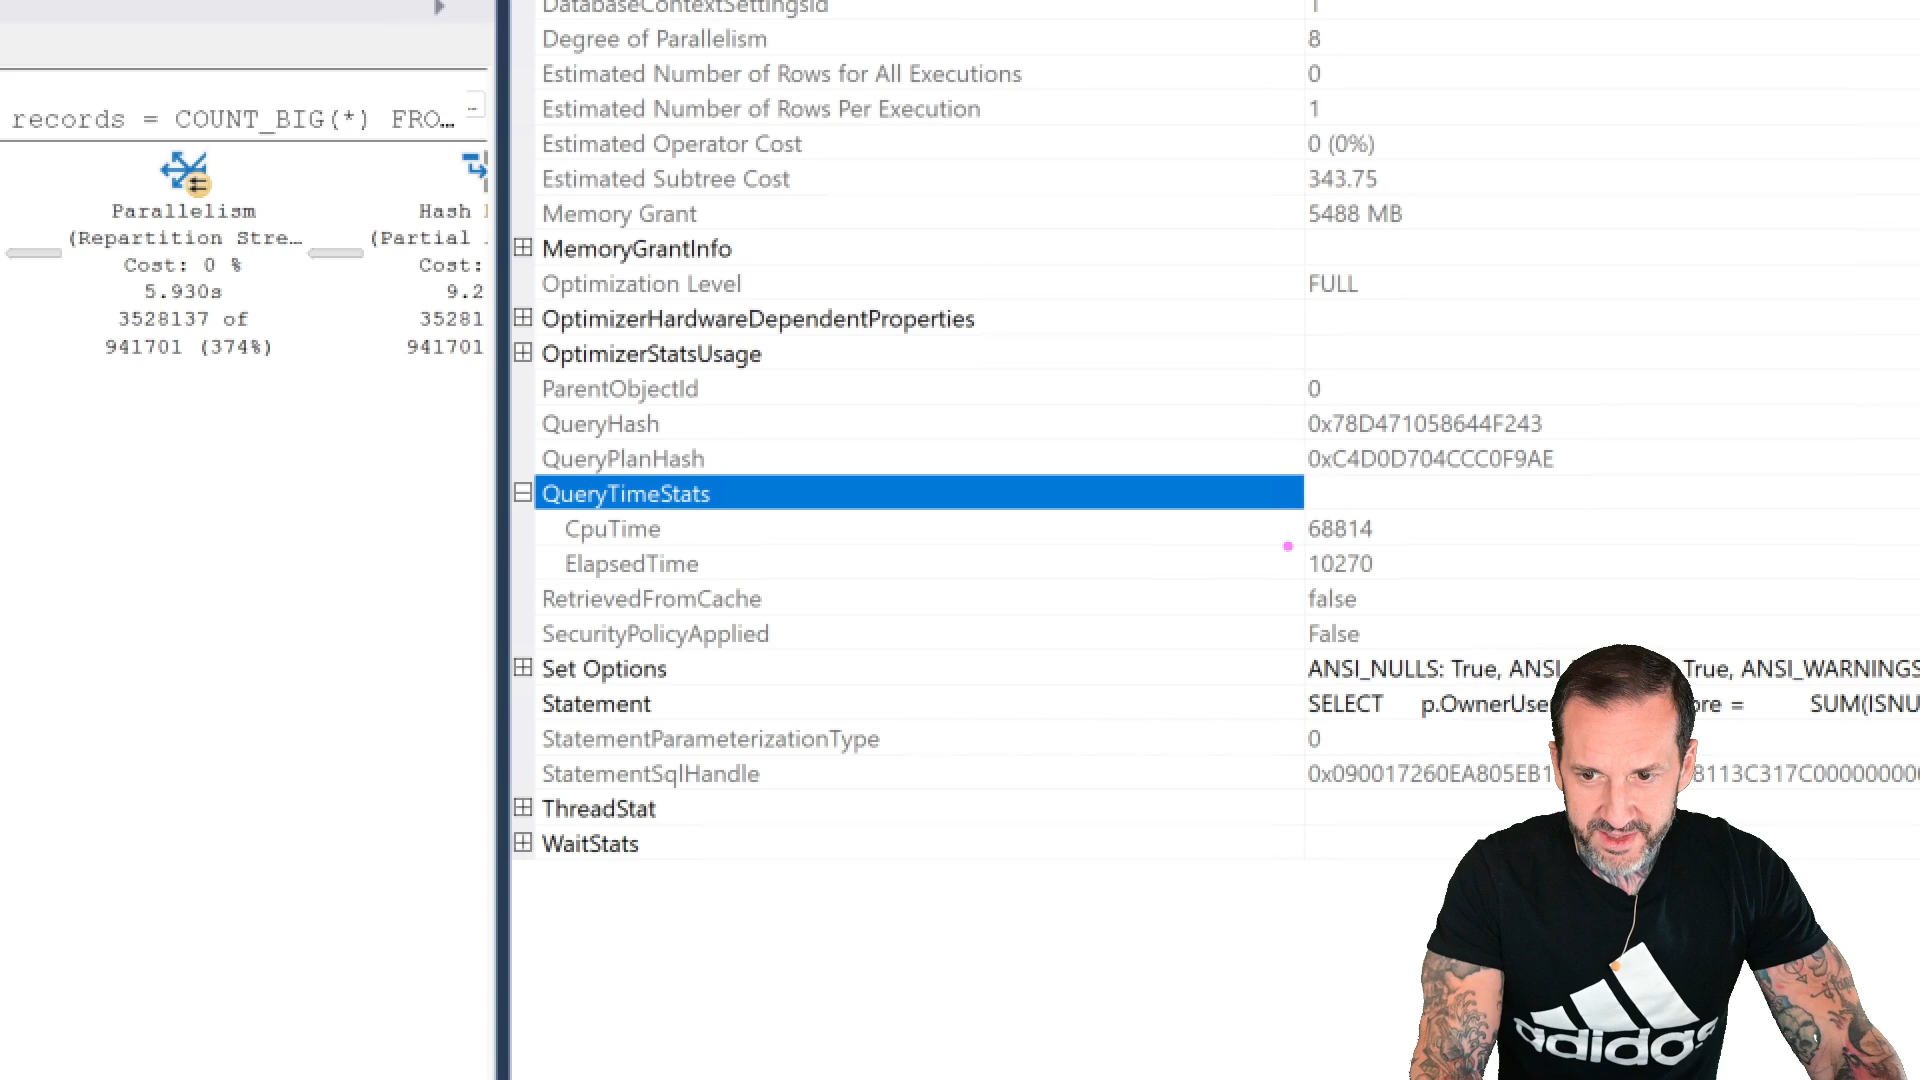 records = COUNT_BIG(*) FRO…
Parallelism
(Repartition Stre…
Cost: 0 %
5.930s
3528137 of
941701 (374%)
Hash
(Partial
Cost:
9.2
35281
941701
DatabaseContextSettingsId 1
Degree of Parallelism 8
Estimated Number of Rows for All Executions 0
Estimated Number of Rows Per Execution 1
Estimated Operator Cost 0 (0%)
Estimated Subtree Cost 343.75
Memory Grant 5488 MB
MemoryGrantInfo
Optimization Level FULL
OptimizerHardwareDependentProperties
OptimizerStatsUsage
ParentObjectId 0
QueryHash 0x78D471058644F243
QueryPlanHash 0xC4D0D704CCC0F9AE
QueryTimeStats
CpuTime 68814
ElapsedTime 10270
RetrievedFromCache false
SecurityPolicyApplied False
Set Options ANSI_NULLS: True, ANSI_ True, ANSI_WARNINGS
Statement SELECT p.OwnerUse ore = SUM(ISNU
StatementParameterizationType 0
StatementSqlHandle 0x090017260EA805EB1 8113C317C000000000
ThreadStat
WaitStats
adidas